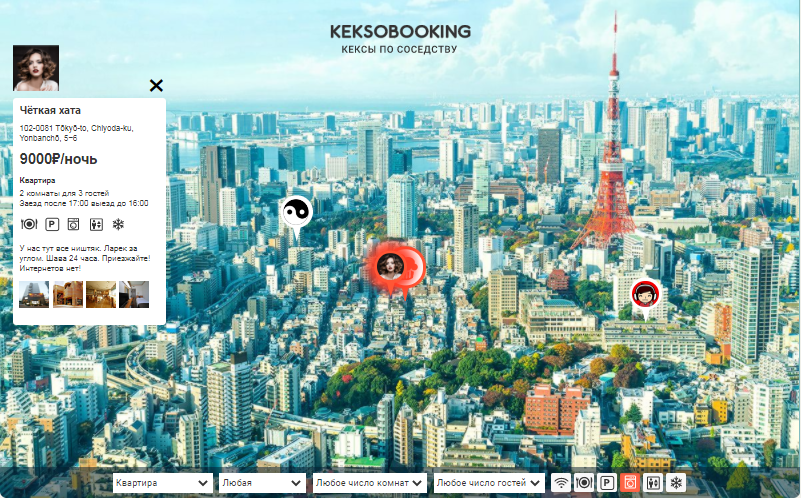 KEKSOBOOKING
КЕКСЫ ПО СОСЕДСТВУ
Чёткая хата
102-0081 Tōkyō-to, Chiyoda-ku,
Yonbanchō, 5−6
9000₽/ночь
Квартира
2 комнаты для 3 гостей
Заезд после 17:00 выезд до 16:00
P
У нас тут все ништяк. Ларек за
углом. Шава 24 часа. Приезжайте!
Интернетов нет!
Квартира
Любая
Любое число комнат
Любое число гостей
P